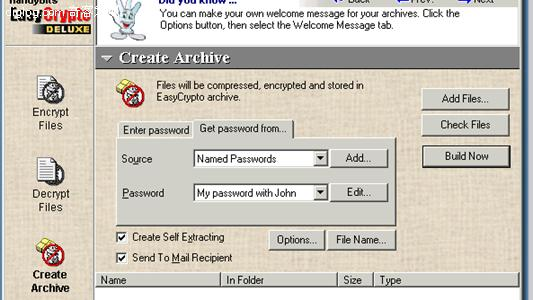 handybits
EasyCrypto
DELUXE
Did you know ...
Back
Prev.
Next
You can make your own welcome message for your archives. Click the
Options button, then select the Welcome Message tab.
Create Archive
Files will be compressed, encrypted and stored in
EasyCrypto archive.
Add Files...
Check Files
Build Now
Encrypt
Files
Decrypt
Files
Create
Archive
Enter password
Get password from...
Source
Named Passwords
Add...
Password
My password with John
Edit...
Create Self Extracting
Options...
File Name...
Send To Mail Recipient
Name
In Folder
Size
Type